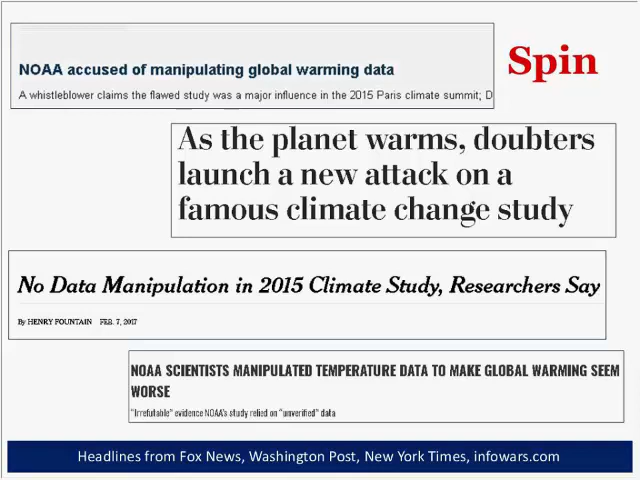 Spin
NOAA accused of manipulating global warming data
A whistleblower claims the flawed study was a major influence in the 2015 Paris climate summit; D
As the planet warms, doubters
launch a new attack on a
famous climate change study
No Data Manipulation in 2015 Climate Study, Researchers Say
By HENRY FOUNTAIN FEB. 7, 2017
NOAA SCIENTISTS MANIPULATED TEMPERATURE DATA TO MAKE GLOBAL WARMING SEEM
WORSE
"Irrefutable" evidence NOAA's study relied on "unverified" data
Headlines from Fox News, Washington Post, New York Times, infowars.com